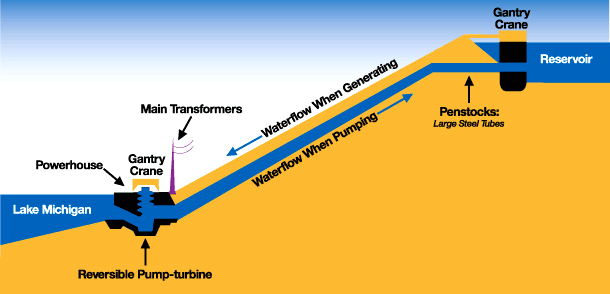 Gantry
Crane
Reservoir
Waterflow When Generating
Main Transformers
Penstocks:
Large Steel Tubes
Waterflow When Pumping
Powerhouse
Gantry
Crane
Lake Michigan
Reversible Pump-turbine